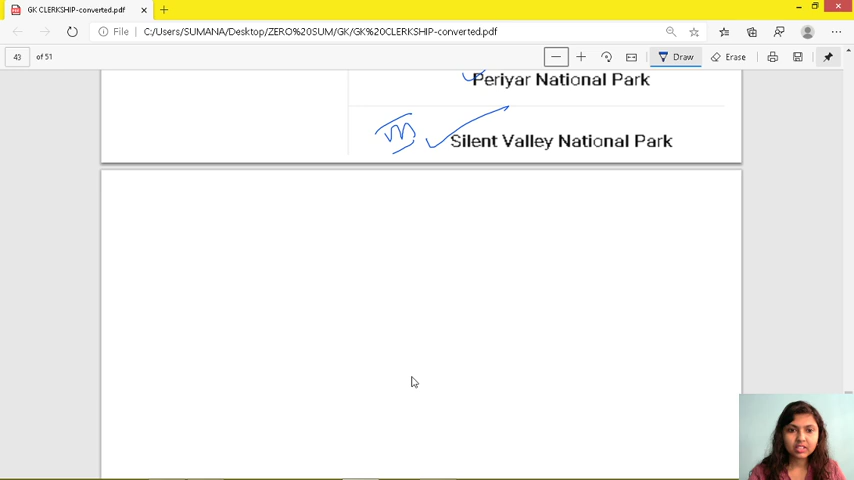 GK CLERKSHIP-converted.pdf
File C:/Users/SUMANA/Desktop/ZERO%20SUM/GK/GK%20CLERKSHIP-converted.pdf
43 of 51 Draw Erase
Periyar National Park
Silent Valley National Park